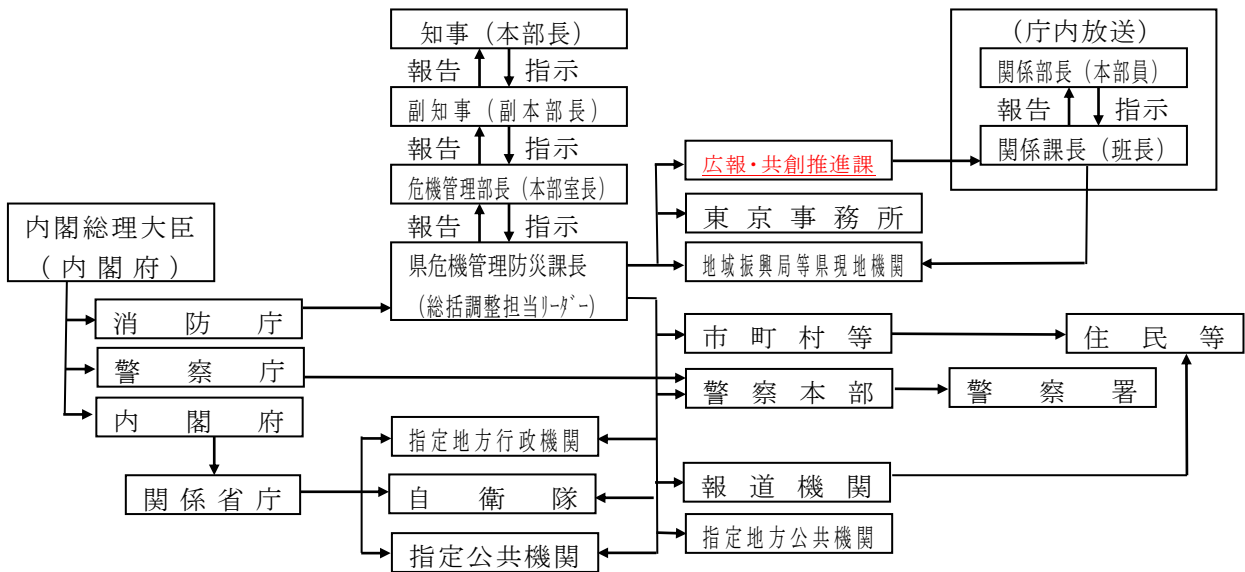 知事（本部長）
報告
指示
副知事（副本部長）
報告
指示
危機管理部長（本部室長）
報告
指示
県危機管理防災課長
（総括調整担当ﾘｰﾀﾞｰ）
内閣総理大臣
（内閣府）
消防庁
警察庁
内閣府
関係省庁
指定地方行政機関
自衛隊
指定公共機関
広報・共創推進課
東京事務所
地域振興局等県現地機関
市町村等
警察本部
報道機関
指定地方公共機関
（庁内放送）
関係部長（本部員）
報告
指示
関係課長（班長）
住民等
警察署